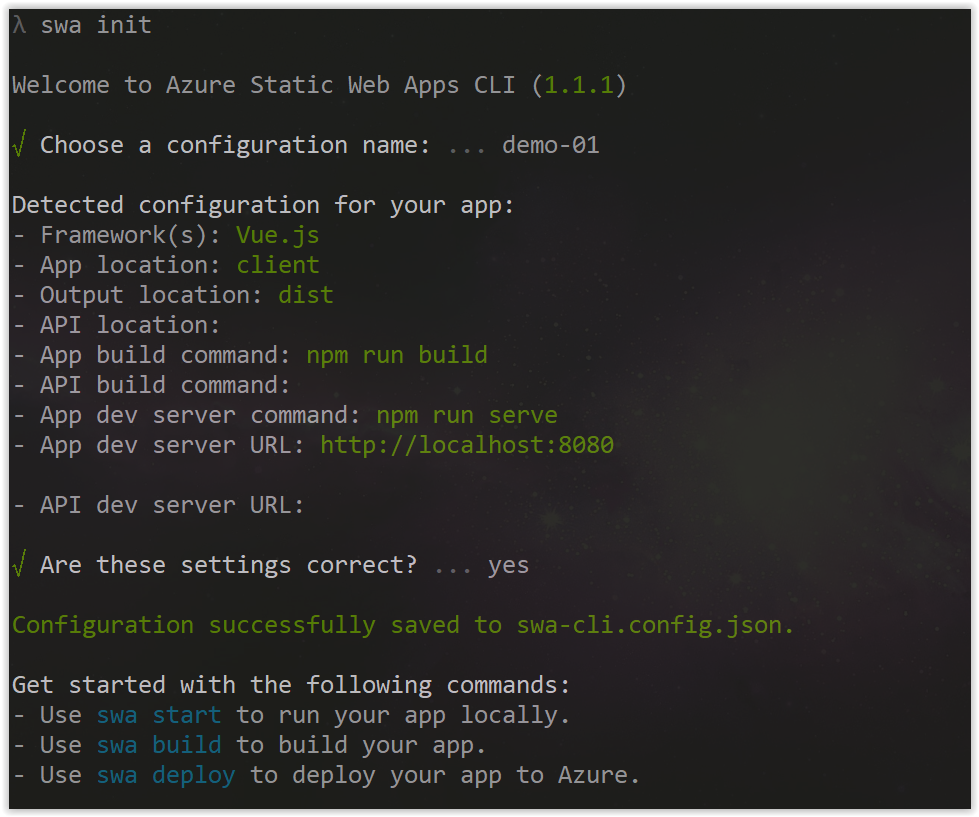 λ swa init
Welcome to Azure Static Web Apps CLI (1.1.1)
√ Choose a configuration name: ... demo-01
Detected configuration for your app:
- Framework(s): Vue.js
- App location: client
- Output location: dist
- API location:
- App build command: npm run build
- API build command:
- App dev server command: npm run serve
- App dev server URL: http://localhost:8080
- API dev server URL:
√ Are these settings correct? ... yes
Configuration successfully saved to swa-cli.config.json.
Get started with the following commands:
- Use swa start to run your app locally.
- Use swa build to build your app.
- Use swa deploy to deploy your app to Azure.